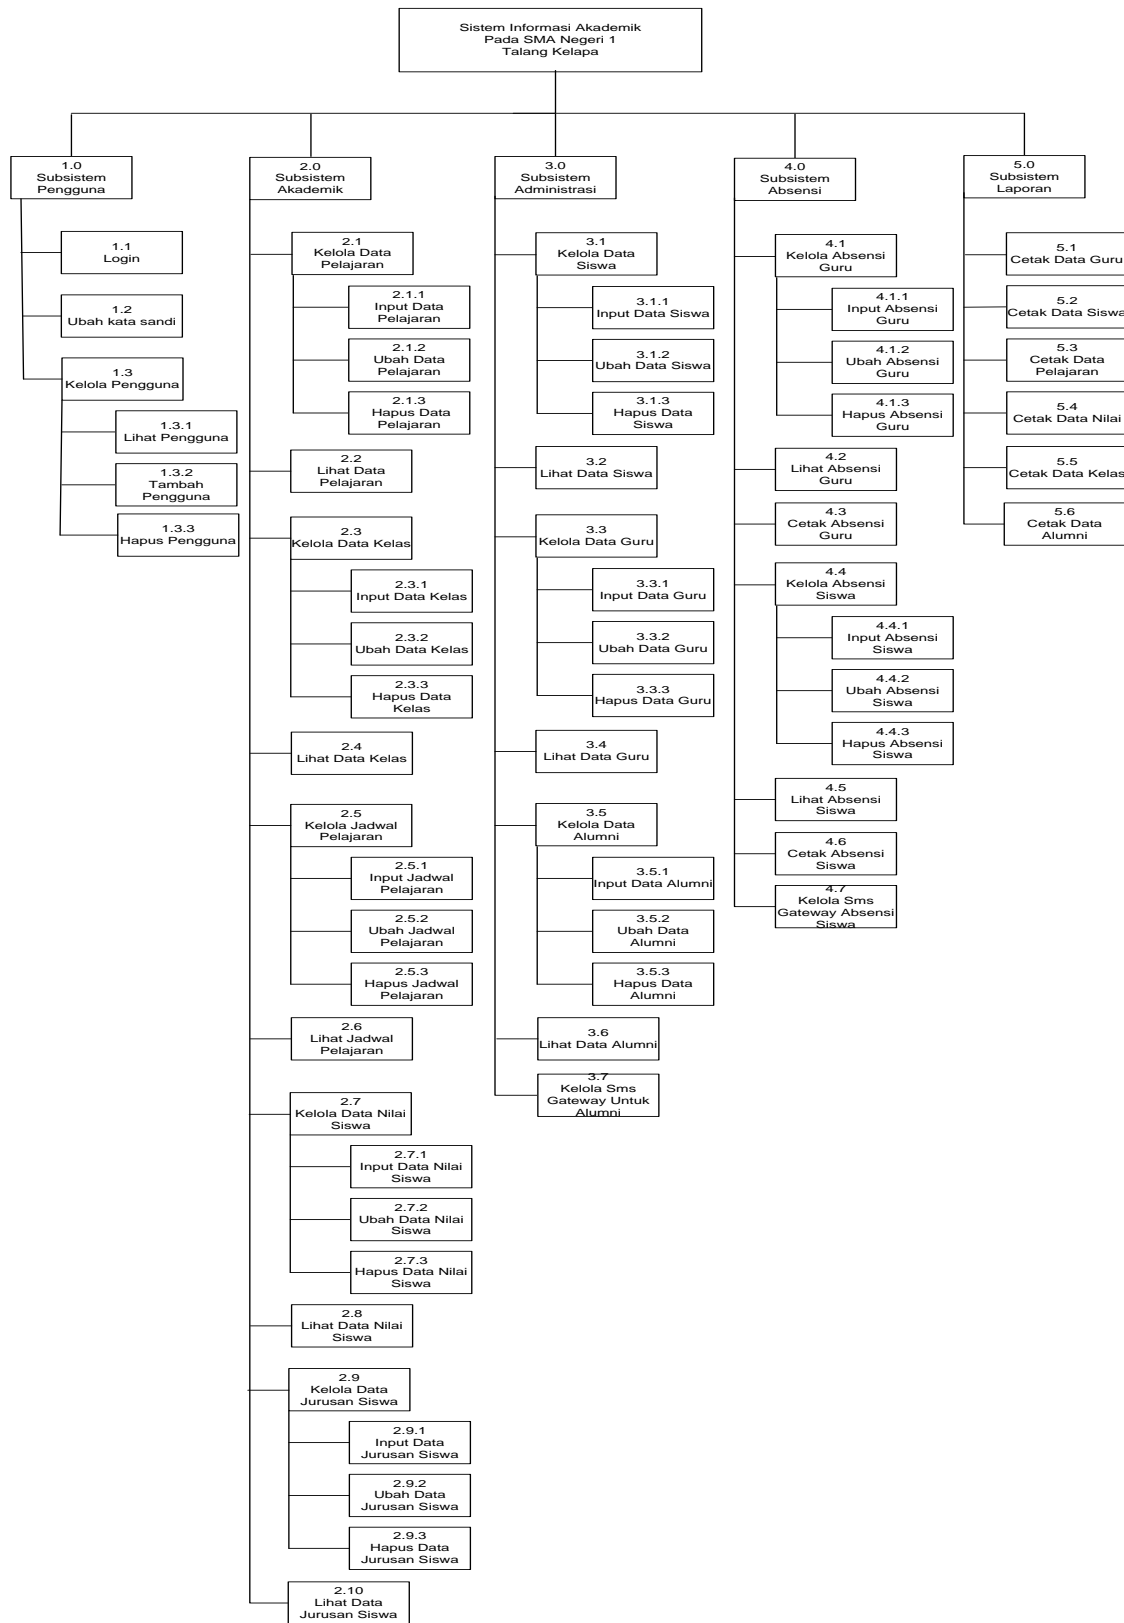 Sistem Informasi Akademik
Pada SMA Negeri 1
Talang Kelapa
1.0
Subsistem
Pengguna
1.1
Login
1.2
Ubah kata sandi
1.3
Kelola Pengguna
1.3.1
Lihat Pengguna
1.3.2
Tambah
Pengguna
1.3.3
Hapus Pengguna
2.0
Subsistem
Akademik
2.1
Kelola Data
Pelajaran
2.1.1
Input Data
Pelajaran
2.1.2
Ubah Data
Pelajaran
2.1.3
Hapus Data
Pelajaran
2.2
Lihat Data
Pelajaran
2.3
Kelola Data Kelas
2.3.1
Input Data Kelas
2.3.2
Ubah Data Kelas
2.3.3
Hapus Data
Kelas
2.4
Lihat Data Kelas
2.5
Kelola Jadwal
Pelajaran
2.5.1
Input Jadwal
Pelajaran
2.5.2
Ubah Jadwal
Pelajaran
2.5.3
Hapus Jadwal
Pelajaran
2.6
Lihat Jadwal
Pelajaran
2.7
Kelola Data Nilai
Siswa
2.7.1
Input Data Nilai
Siswa
2.7.2
Ubah Data Nilai
Siswa
2.7.3
Hapus Data Nilai
Siswa
2.8
Lihat Data Nilai
Siswa
2.9
Kelola Data
Jurusan Siswa
2.9.1
Input Data
Jurusan Siswa
2.9.2
Ubah Data
Jurusan Siswa
2.9.3
Hapus Data
Jurusan Siswa
2.10
Lihat Data
Jurusan Siswa
3.0
Subsistem
Administrasi
3.1
Kelola Data
Siswa
3.1.1
Input Data Siswa
3.1.2
Ubah Data Siswa
3.1.3
Hapus Data
Siswa
3.2
Lihat Data Siswa
3.3
Kelola Data Guru
3.3.1
Input Data Guru
3.3.2
Ubah Data Guru
3.3.3
Hapus Data Guru
3.4
Lihat Data Guru
3.5
Kelola Data
Alumni
3.5.1
Input Data Alumni
3.5.2
Ubah Data
Alumni
3.5.3
Hapus Data
Alumni
3.6
Lihat Data Alumni
3.7
Kelola Sms
Gateway Untuk
Alumni
4.0
Subsistem
Absensi
4.1
Kelola Absensi
Guru
4.1.1
Input Absensi
Guru
4.1.2
Ubah Absensi
Guru
4.1.3
Hapus Absensi
Guru
4.2
Lihat Absensi
Guru
4.3
Cetak Absensi
Guru
4.4
Kelola Absensi
Siswa
4.4.1
Input Absensi
Siswa
4.4.2
Ubah Absensi
Siswa
4.4.3
Hapus Absensi
Siswa
4.5
Lihat Absensi
Siswa
4.6
Cetak Absensi
Siswa
4.7
Kelola Sms
Gateway Absensi
Siswa
5.0
Subsistem
Laporan
5.1
Cetak Data Guru
5.2
Cetak Data Siswa
5.3
Cetak Data
Pelajaran
5.4
Cetak Data Nilai
5.5
Cetak Data Kelas
5.6
Cetak Data
Alumni